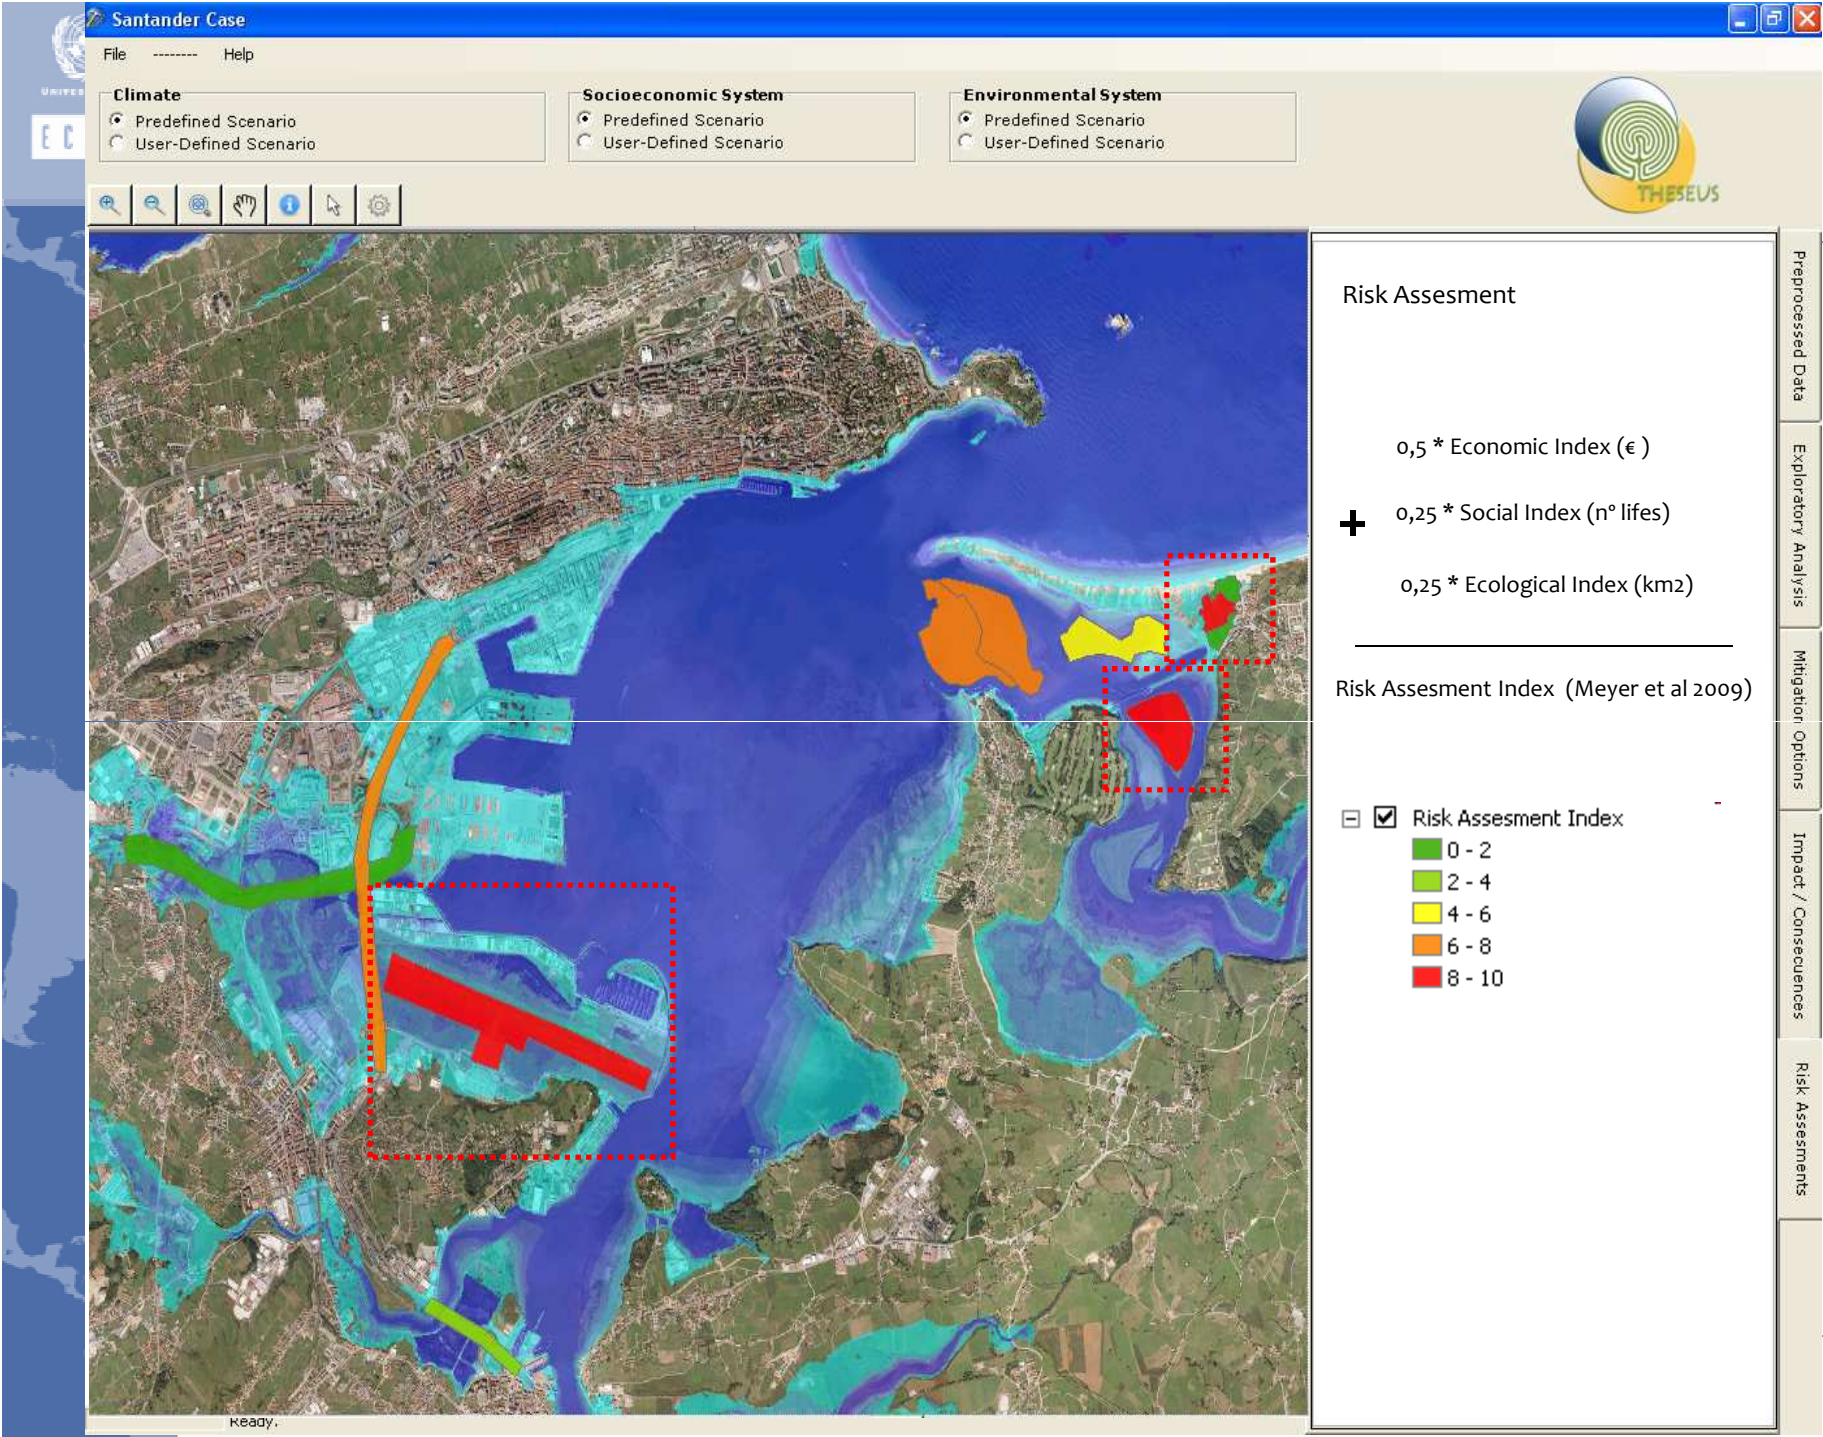 Santander Case
File -------- Help
Climate
Predefined Scenario
User-Defined Scenario
Socioeconomic System
Predefined Scenario
User-Defined Scenario
Environmental System
Predefined Scenario
User-Defined Scenario
THESEUS
UNITED
E C
Risk Assesment
0,5 * Economic Index (€ )
+ 0,25 * Social Index (n° lifes)
0,25 * Ecological Index (km2)
Risk Assesment Index (Meyer et al 2009)
Risk Assesment Index
0 - 2
2 - 4
4 - 6
6 - 8
8 - 10
Preprocessed Data
Exploratory Analysis
Mitigation Options
Impact / Consecuences
Risk Assesments
Ready.